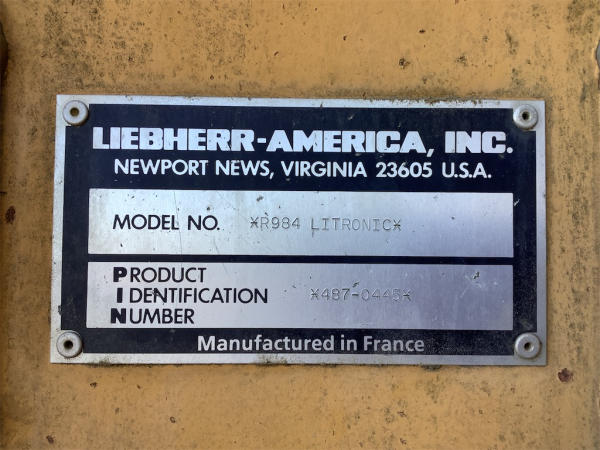 LIEBHERR-AMERICA, INC.
NEWPORT NEWS, VIRGINIA 23605 U.S.A.
MODEL NO. *R984 LITRONIC*
PRODUCT
IDENTIFICATION *487-0445*
NUMBER
Manufactured in France